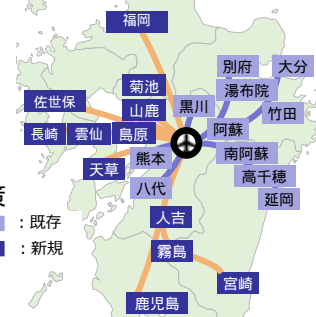 福岡
別府
大分
菊池
湯布院
佐世保
黒川
山鹿
竹田
長崎
雲仙
島原
阿蘇
熊本
南阿蘇
天草
高千穂
八代
延岡
：既存
人吉
：新規
霧島
宮崎
鹿児島